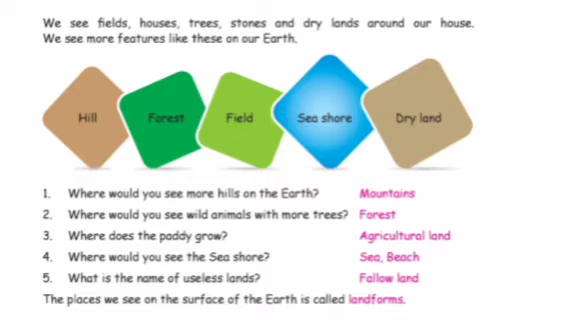 We see fields, houses, trees, stones and dry lands around our house.
We see more features like these on our Earth.
Hill Forest Field Sea shore Dry land
1. Where would you see more hills on the Earth? Mountains
2. Where would you see wild animals with more trees? Forest
3. Where does the paddy grow? Agricultural land
4. Where would you see the Sea shore? Sea, Beach
5. What is the name of useless lands? Fallow land
The places we see on the surface of the Earth is called landforms.